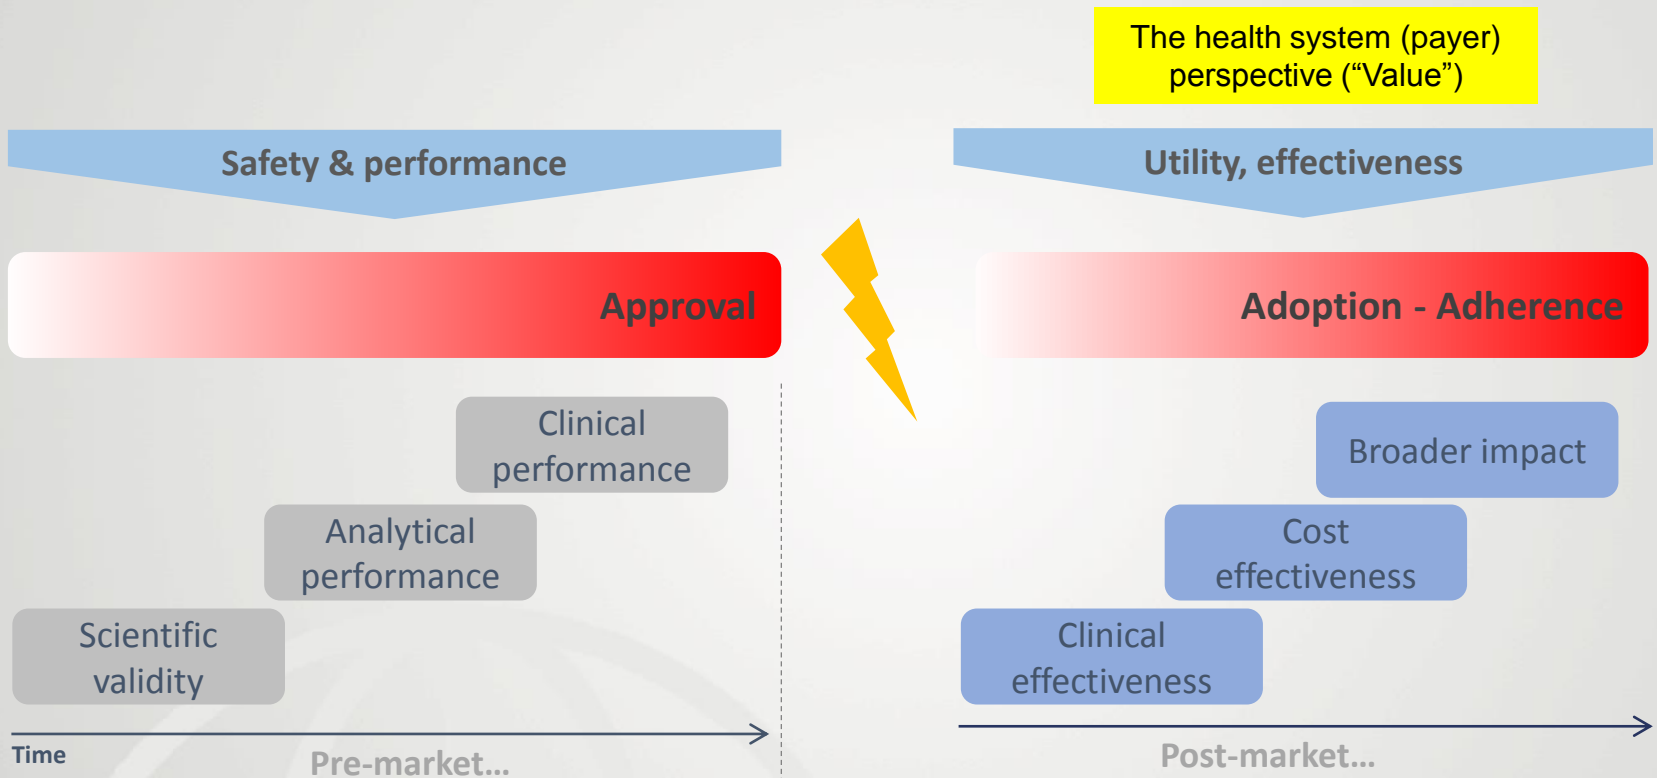 The health system (payer)
perspective (“Value”)
Safety & performance
Utility, effectiveness
Approval
Adoption - Adherence
Clinical
performance
Analytical
performance
Scientific
validity
Broader impact
Cost
effectiveness
Clinical
effectiveness
Time
Pre-market...
Post-market...